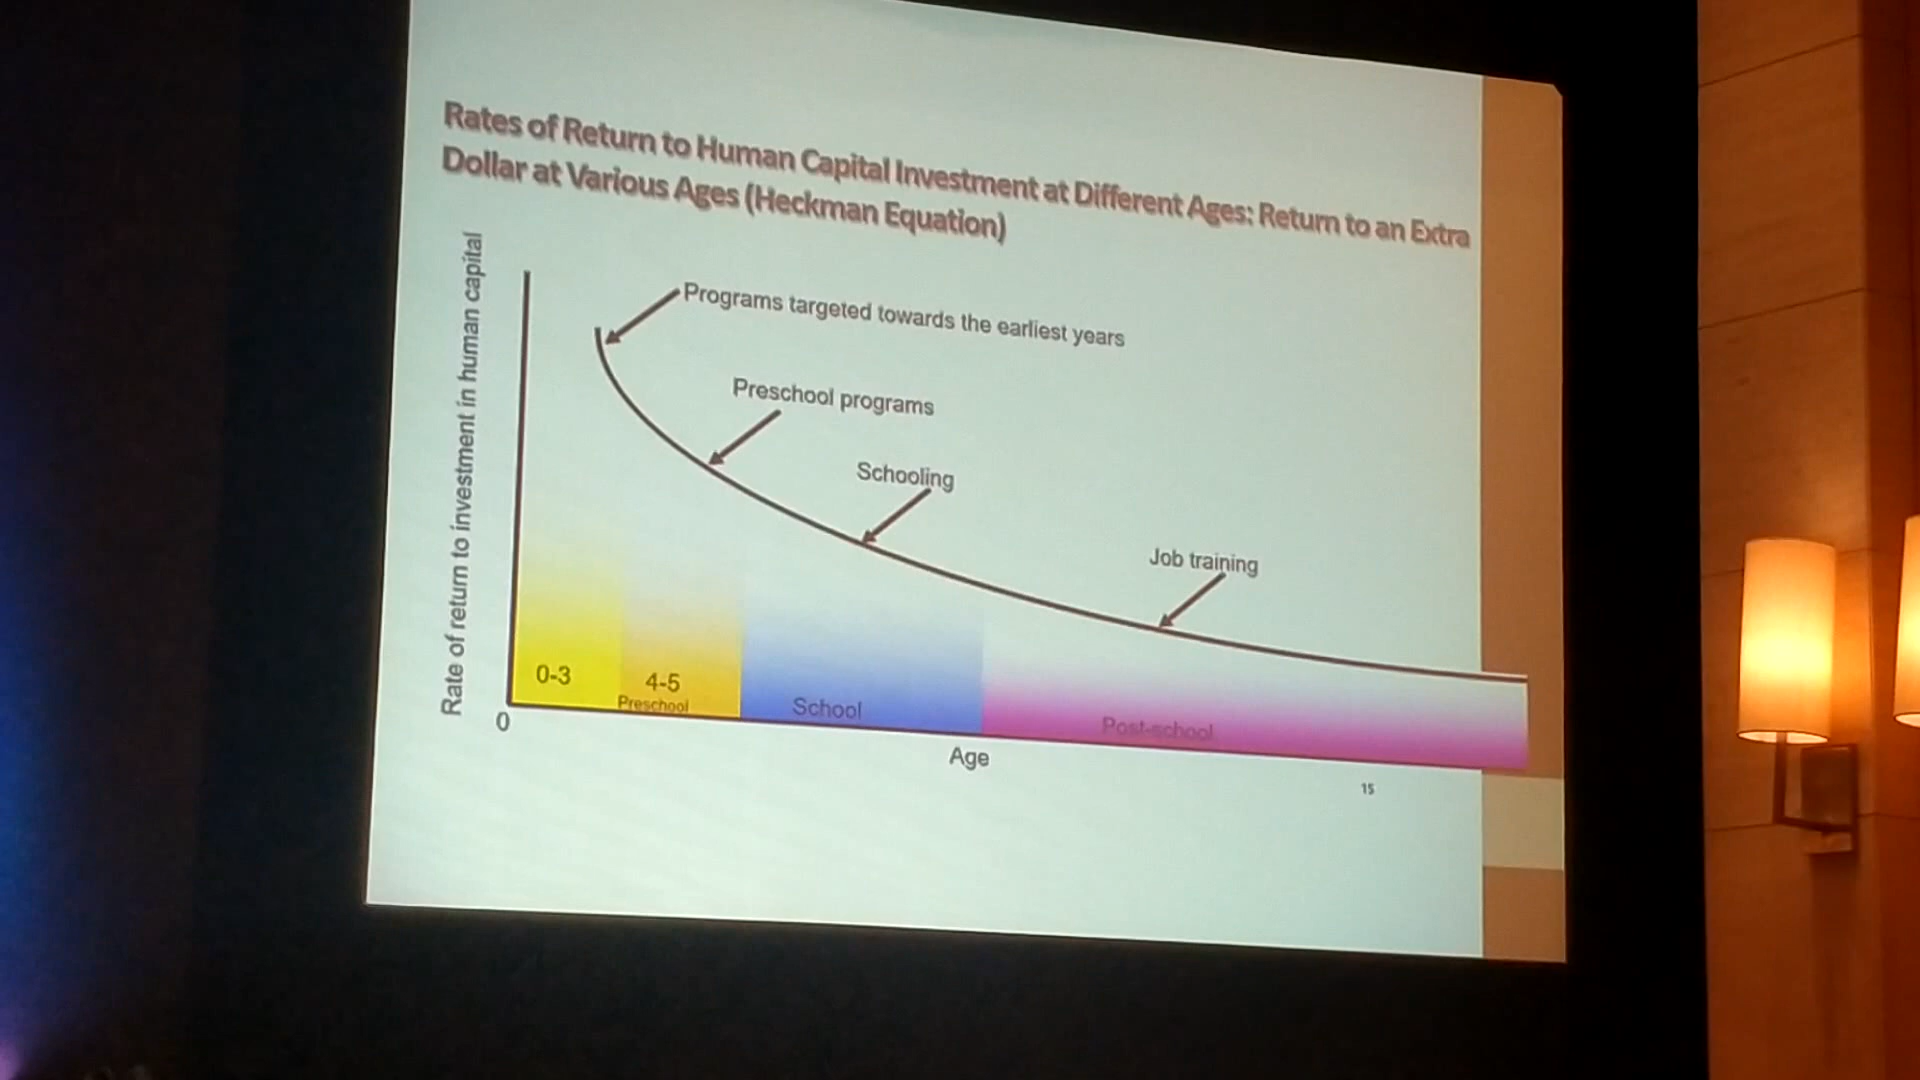 Rates of Return to Human Capital Investment at Different Ages: Return to an Extra
Dollar at Various Ages (Heckman Equation)
Rate of return to investment in human capital
Programs targeted towards the earliest years
Preschool programs
Schooling
Job training
0-3
4-5
Preschool
School
Post-school
0
Age
15